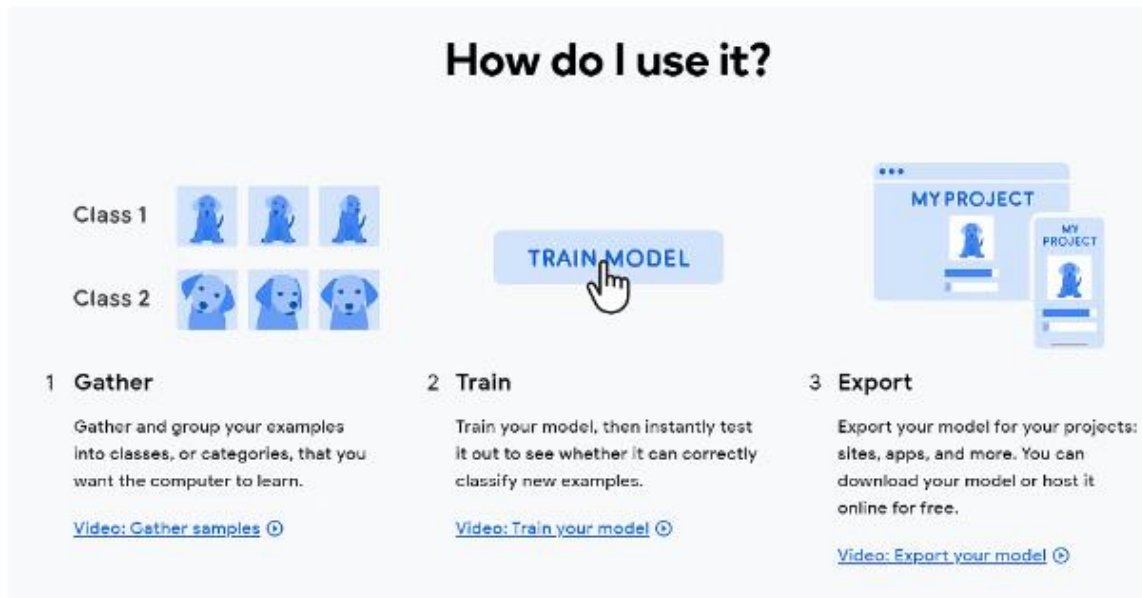 How do I use it?
Class 1
Class 2
TRAIN MODEL
MY PROJECT
MY
PROJECT
1 Gather
Gather and group your examples
into classes, or categories, that you
want the computer to learn.
Video: Gather samples
2 Train
Train your model, then instantly test
it out to see whether it can correctly
classify new examples.
Video: Train your model
3 Export
Export your model for your projects:
sites, apps, and more. You can
download your model or host it
online for free.
Video: Export your model